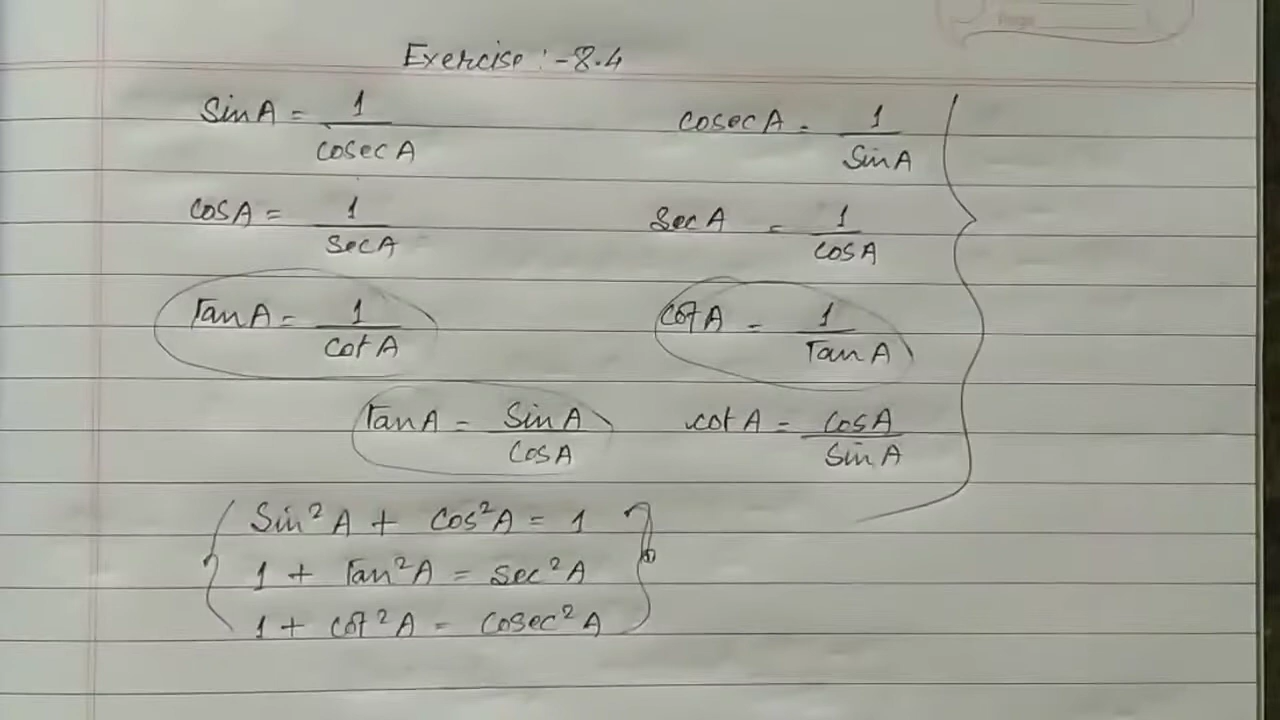 Exercise :- 8.4
SinA = 1/cosecA    cosecA = 1/SinA
cosA = 1/secA    SecA = 1/cosA
TanA = 1/cotA    cotA = 1/TanA
TanA = SinA/cosA    cotA = cosA/SinA
Sin²A + cos²A = 1
1 + Tan²A = sec²A
1 + cot²A = cosec²A